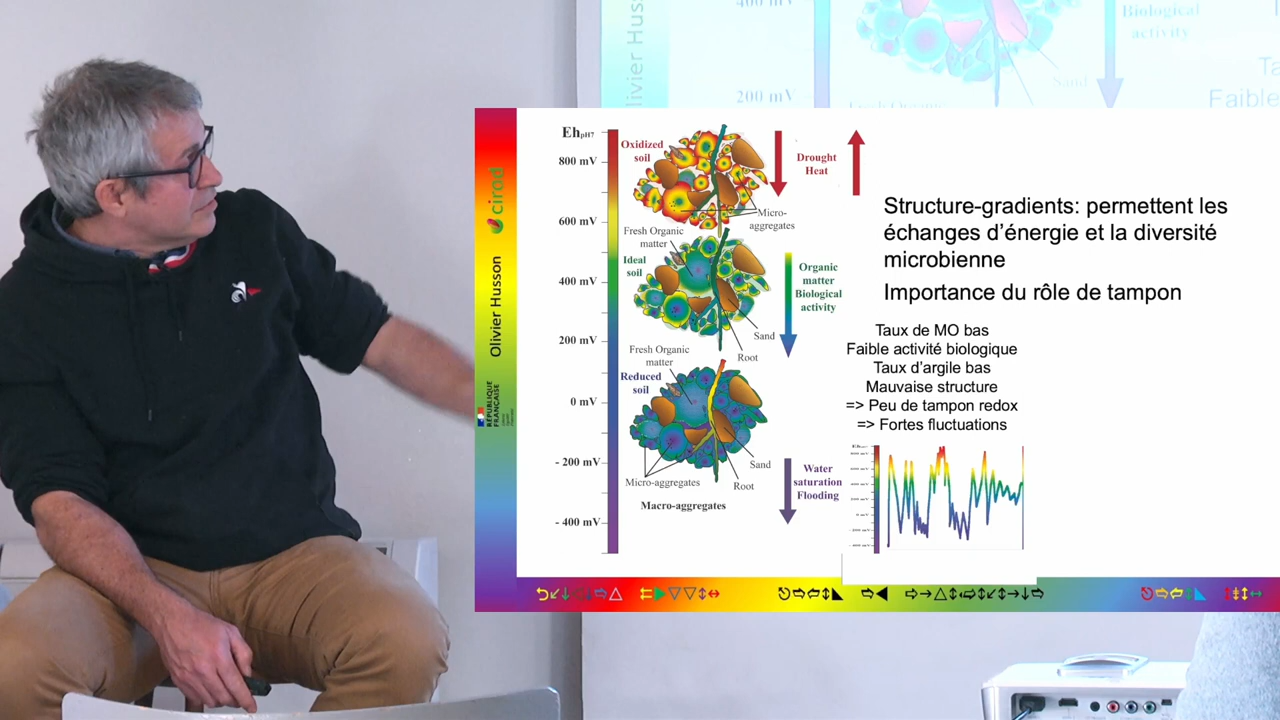 400 mV
Biological
activity
Sand
200 mV
Faible
cirad
Olivier Husson
RÉPUBLIQUE
FRANÇAISE
EhpH7
800 mV
600 mV
400 mV
200 mV
0 mV
- 200 mV
- 400 mV
Oxidized
soil
Micro-
aggregates
Fresh Organic
matter
Ideal
soil
Sand
Root
Fresh Organic
matter
Reduced
soil
Sand
Root
Micro-aggregates
Macro-aggregates
Drought
Heat
Organic
matter
Biological
activity
Water
saturation
Flooding
Structure-gradients: permettent les
échanges d'énergie et la diversité
microbienne
Importance du rôle de tampon
Taux de MO bas
Faible activité biologique
Taux d'argile bas
Mauvaise structure
=> Peu de tampon redox
=> Fortes fluctuations